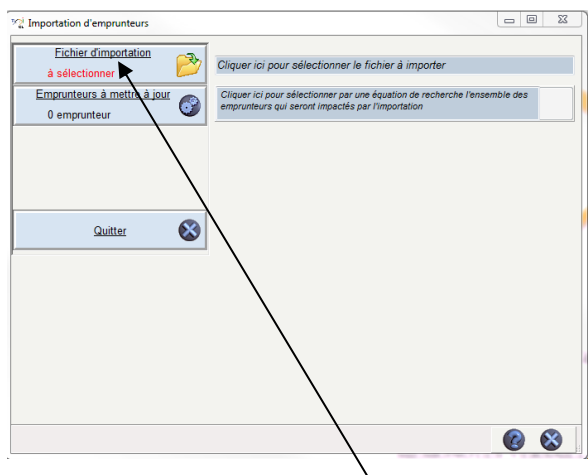 Importation d'emprunteurs
Fichier d'importation
à sélectionner
Cliquer ici pour sélectionner le fichier à importer
Emprunteurs à mettre à jour
0 emprunteur
Cliquer ici pour sélectionner par une équation de recherche l'ensemble des
emprunteurs qui seront impactés par l'importation
Quitter